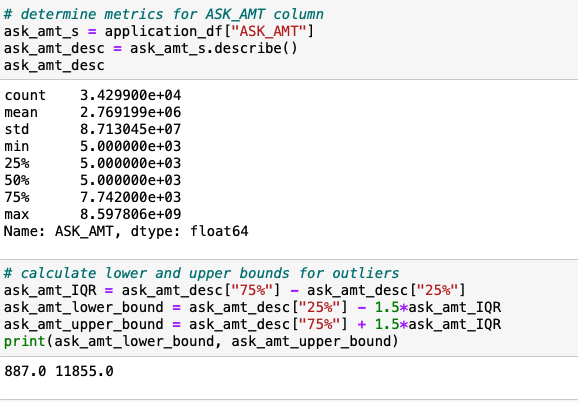 # determine metrics for ASK_AMT column
ask_amt_s = application_df["ASK_AMT"]
ask_amt_desc = ask_amt_s.describe()
ask_amt_desc
count    3.429900e+04
mean     2.769199e+06
std      8.713045e+07
min      5.000000e+03
25%      5.000000e+03
50%      5.000000e+03
75%      7.742000e+03
max      8.597806e+09
Name: ASK_AMT, dtype: float64
# calculate lower and upper bounds for outliers
ask_amt_IQR = ask_amt_desc["75%"] - ask_amt_desc["25%"]
ask_amt_lower_bound = ask_amt_desc["25%"] - 1.5*ask_amt_IQR
ask_amt_upper_bound = ask_amt_desc["75%"] + 1.5*ask_amt_IQR
print(ask_amt_lower_bound, ask_amt_upper_bound)
887.0 11855.0